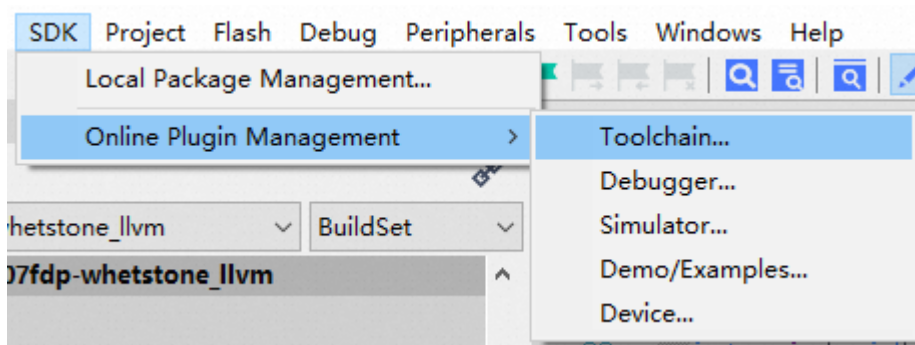 SDK Project Flash Debug Peripherals Tools Windows Help
Local Package Management...
Online Plugin Management > Toolchain...
Debugger...
hetstone_llvm BuildSet Simulator...
07fdp-whetstone_llvm Demo/Examples...
Device...